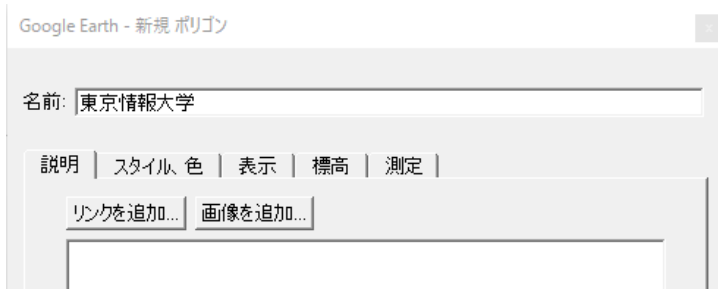 Google Earth - 新規 ポリゴン
x
名前: 東京情報大学
説明 スタイル、色 表示 標高 測定
リンクを追加... 画像を追加...